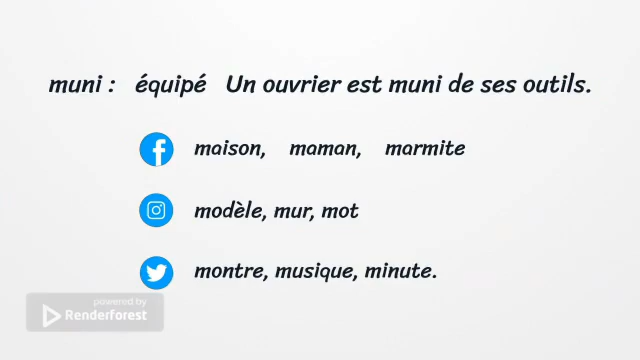 muni : équipé Un ouvrier est muni de ses outils.
maison, maman, marmite
modèle, mur, mot
montre, musique, minute.
powered by
Renderforest